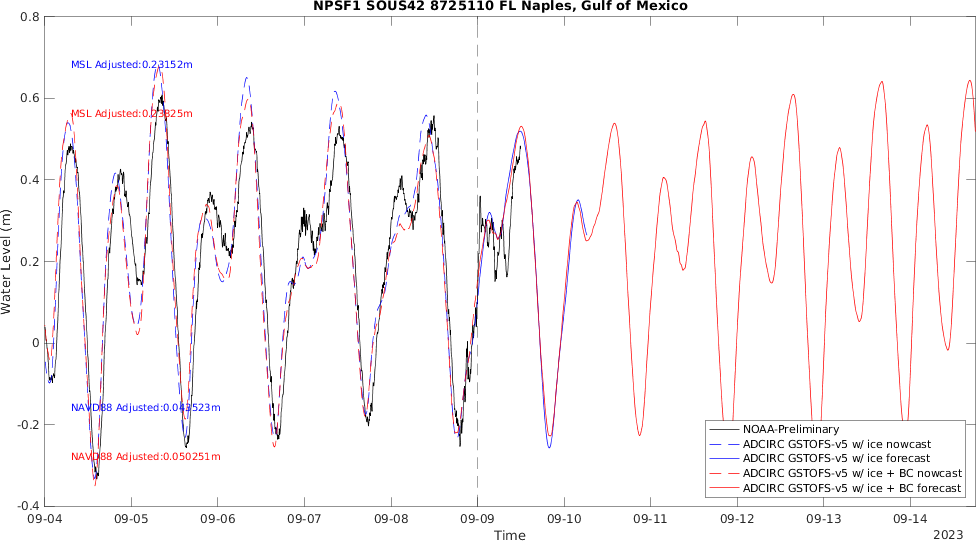 NPSF1 SOUS42 8725110 FL Naples, Gulf of Mexico
0.8
0.6
0.4
0.2
0
-0.2
-0.4
Water Level (m)
MSL Adjusted:0.23152m
MSL Adjusted:0.23825m
NAVD88 Adjusted:0.043523m
NAVD88 Adjusted:0.050251m
NOAA-Preliminary
ADCIRC GSTOFS-v5 w/ ice nowcast
ADCIRC GSTOFS-v5 w/ ice forecast
ADCIRC GSTOFS-v5 w/ ice + BC nowcast
ADCIRC GSTOFS-v5 w/ ice + BC forecast
09-04 09-05 09-06 09-07 09-08 09-09 09-10 09-11 09-12 09-13 09-14
Time
2023